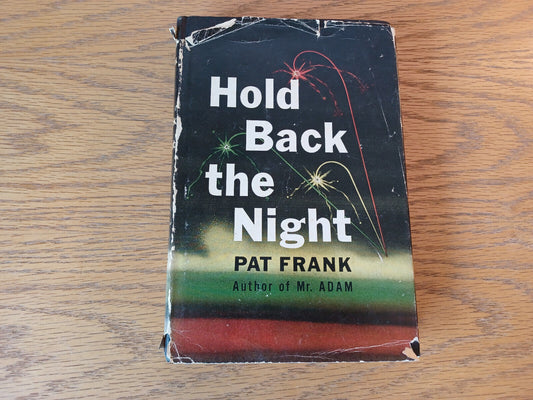 Hold
Back
the
Night
PAT FRANK
Author of Mr. ADAM